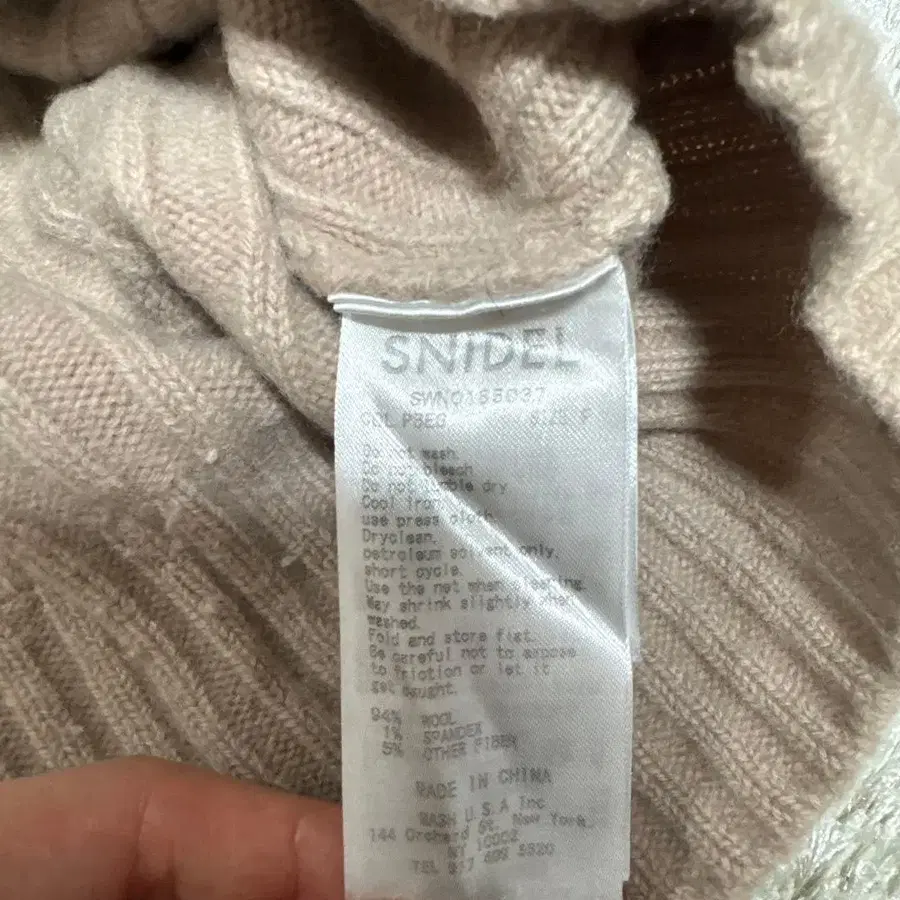 SNIDEL
SWNO185037
COL PBEG SIZE F
Do not wash.
Do not bleach
Do not tumble dry
Cool iron
use press cloth.
Dryclean,
petroleum solvent only,
short cycle.
Use the net when cleaning.
May shrink slightly when
washed.
Fold and store flat.
Be careful not to expose
to friction or let it
get caught.
94% WOOL
1% SPANDEX
5% OTHER FIBER
MADE IN CHINA
MASH U.S.A Inc
144 Orchard St. New York,
NY 10002
TEL